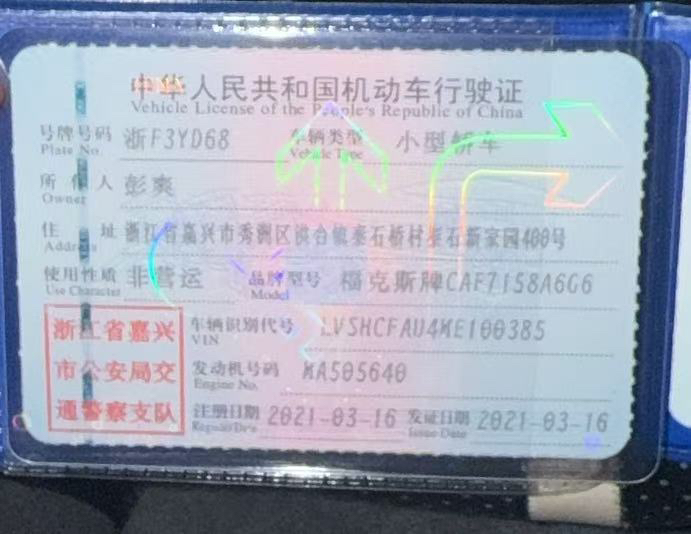 中华人民共和国机动车行驶证
Vehicle License of the People's Republic of China
号牌号码 浙F3YD68 车辆类型 小型轿车
Plate No. Vehicle Type
所有人 彭爽
Owner
住址 浙江省嘉兴市秀洲区洪合镇泰石桥村泰石新家园400号
Address
使用性质 非营运 品牌型号 福克斯牌CAF7158A6G6
Use Character Model
浙江省嘉兴 车辆识别代号 LVSHCFAU4ME100385
VIN
市公安局交 发动机号码 MA505640
Engine No.
通警察支队 注册日期 2021-03-16 发证日期 2021-03-16
Register Date Issue Date